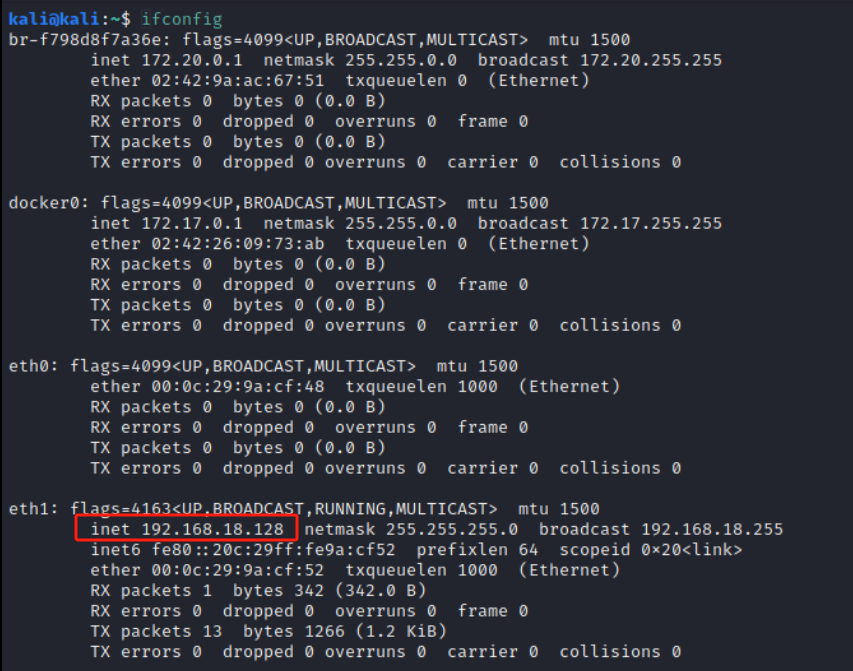 kali@kali:~$ ifconfig
br-f798d8f7a36e: flags=4099<UP,BROADCAST,MULTICAST>  mtu 1500
        inet 172.20.0.1  netmask 255.255.0.0  broadcast 172.20.255.255
        ether 02:42:9a:ac:67:51  txqueuelen 0  (Ethernet)
        RX packets 0  bytes 0 (0.0 B)
        RX errors 0  dropped 0  overruns 0  frame 0
        TX packets 0  bytes 0 (0.0 B)
        TX errors 0  dropped 0 overruns 0  carrier 0  collisions 0

docker0: flags=4099<UP,BROADCAST,MULTICAST>  mtu 1500
        inet 172.17.0.1  netmask 255.255.0.0  broadcast 172.17.255.255
        ether 02:42:26:09:73:ab  txqueuelen 0  (Ethernet)
        RX packets 0  bytes 0 (0.0 B)
        RX errors 0  dropped 0  overruns 0  frame 0
        TX packets 0  bytes 0 (0.0 B)
        TX errors 0  dropped 0 overruns 0  carrier 0  collisions 0

eth0: flags=4099<UP,BROADCAST,MULTICAST>  mtu 1500
        ether 00:0c:29:9a:cf:48  txqueuelen 1000  (Ethernet)
        RX packets 0  bytes 0 (0.0 B)
        RX errors 0  dropped 0  overruns 0  frame 0
        TX packets 0  bytes 0 (0.0 B)
        TX errors 0  dropped 0 overruns 0  carrier 0  collisions 0

eth1: flags=4163<UP,BROADCAST,RUNNING,MULTICAST>  mtu 1500
        inet 192.168.18.128  netmask 255.255.255.0  broadcast 192.168.18.255
        inet6 fe80::20c:29ff:fe9a:cf52  prefixlen 64  scopeid 0×20<link>
        ether 00:0c:29:9a:cf:52  txqueuelen 1000  (Ethernet)
        RX packets 1  bytes 342 (342.0 B)
        RX errors 0  dropped 0  overruns 0  frame 0
        TX packets 13  bytes 1266 (1.2 KiB)
        TX errors 0  dropped 0 overruns 0  carrier 0  collisions 0